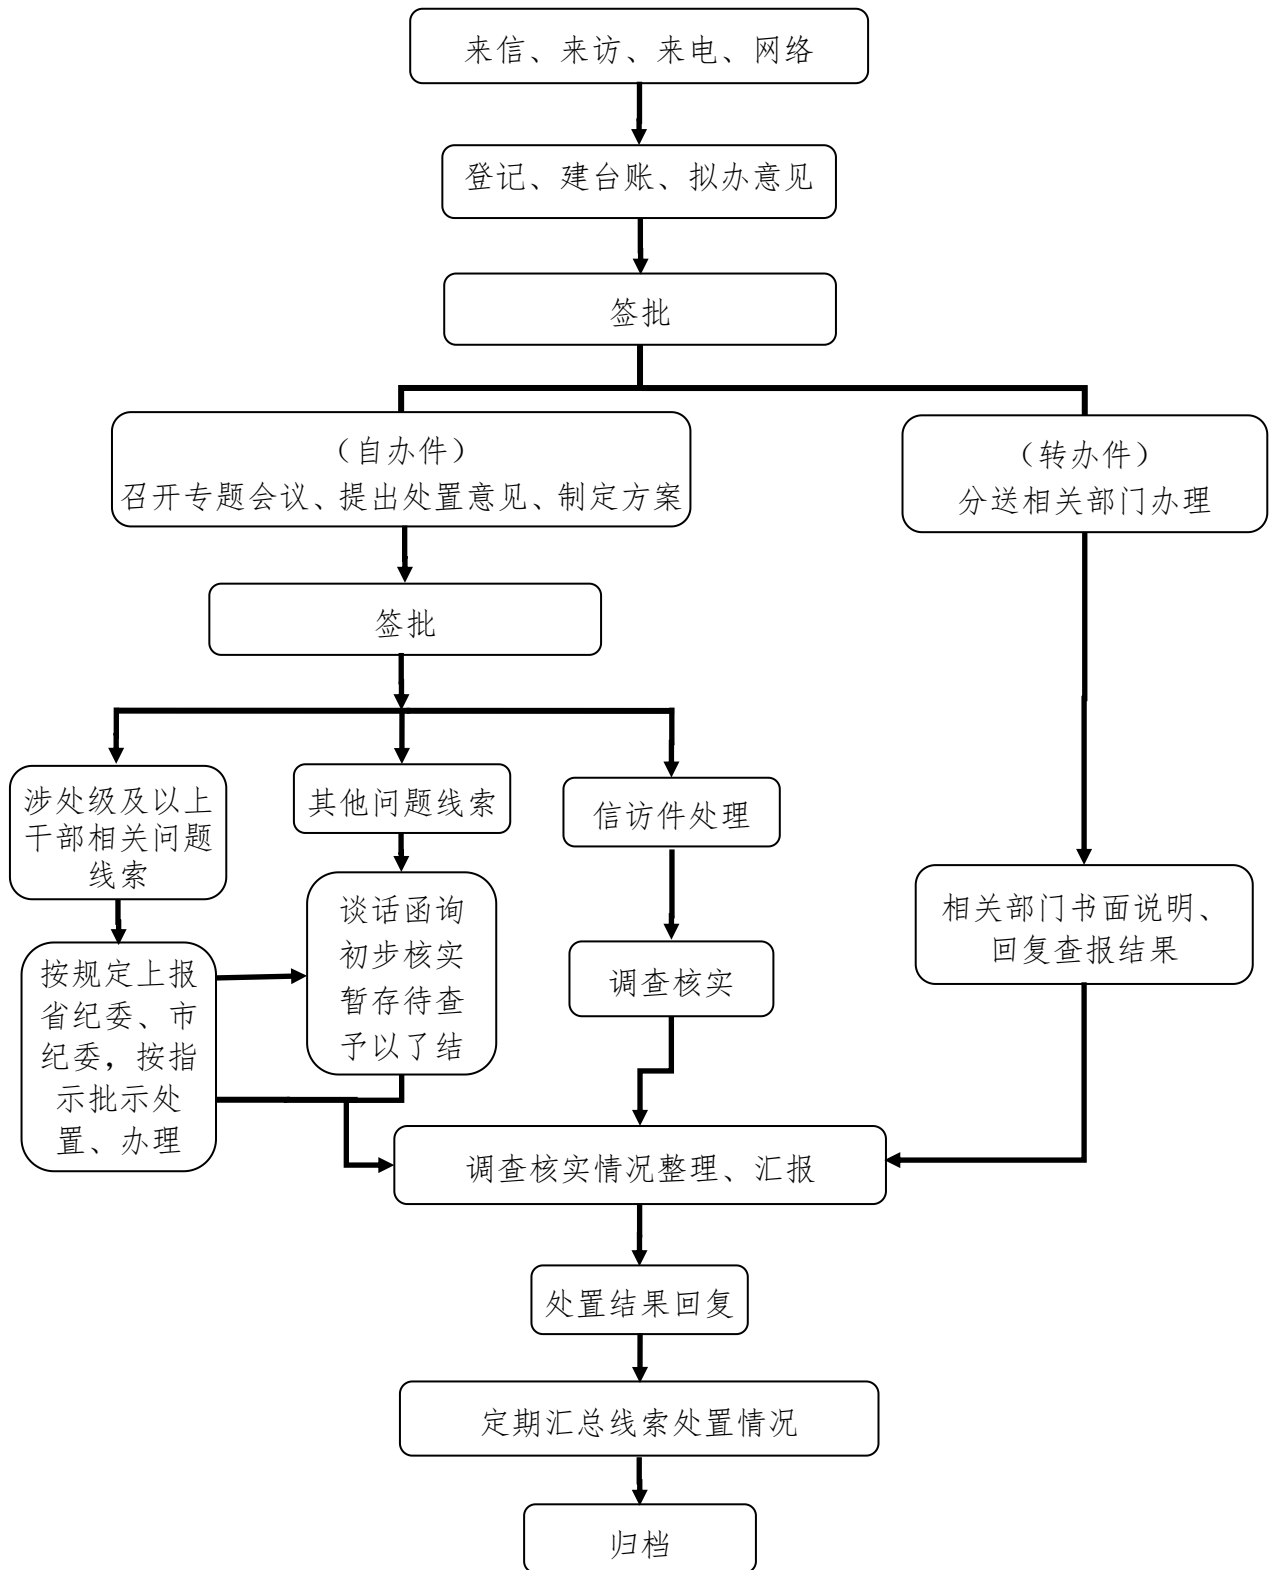 来信、来访、来电、网络
登记、建台账、拟办意见
签批
（自办件）
召开专题会议、提出处置意见、制定方案
（转办件）
分送相关部门办理
签批
涉处级及以上
干部相关问题
线索
其他问题线索
信访件处理
按规定上报
省纪委、市
纪委，按指
示批示处
置、办理
谈话函询
初步核实
暂存待查
予以了结
调查核实
相关部门书面说明、
回复查报结果
调查核实情况整理、汇报
处置结果回复
定期汇总线索处置情况
归档